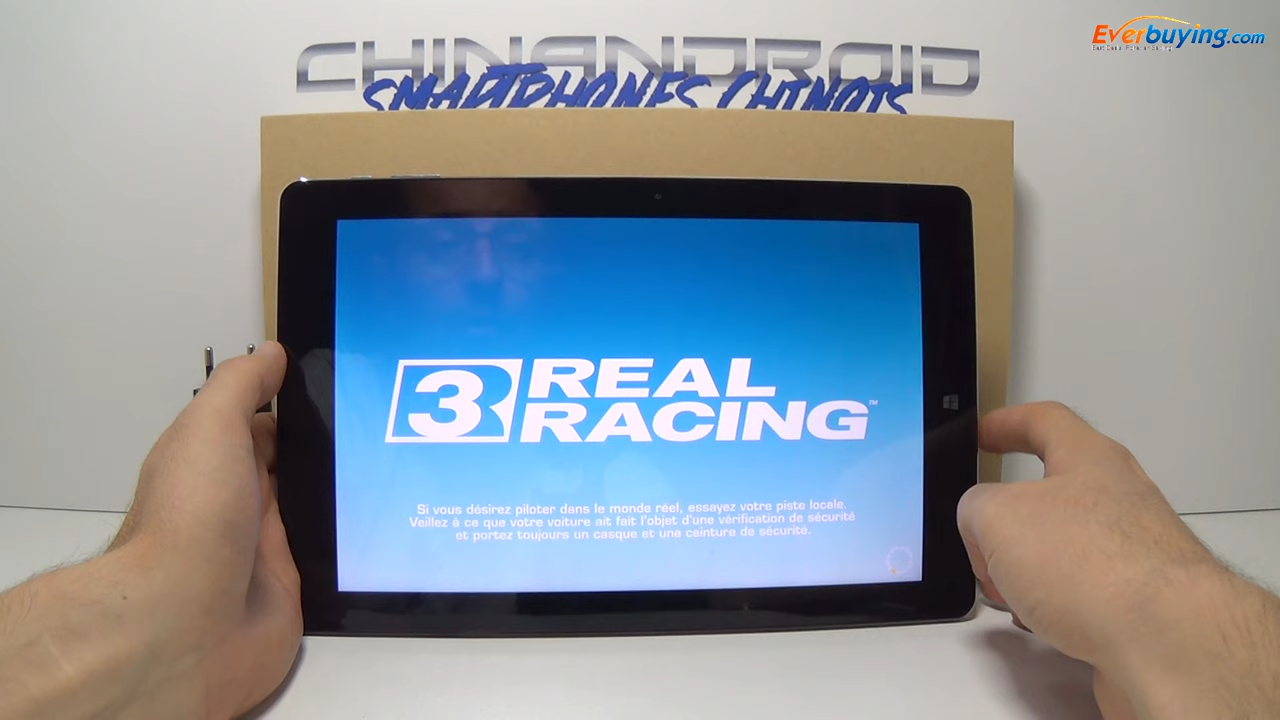 Everbuying.com
CHINANDROID
SMARTPHONES CHINOIS
3 REAL
RACING™
Si vous désirez piloter dans le monde réel, essayez votre piste locale.
Veillez à ce que votre voiture ait fait l'objet d'une vérification de sécurité
et portez toujours un casque et une ceinture de sécurité.